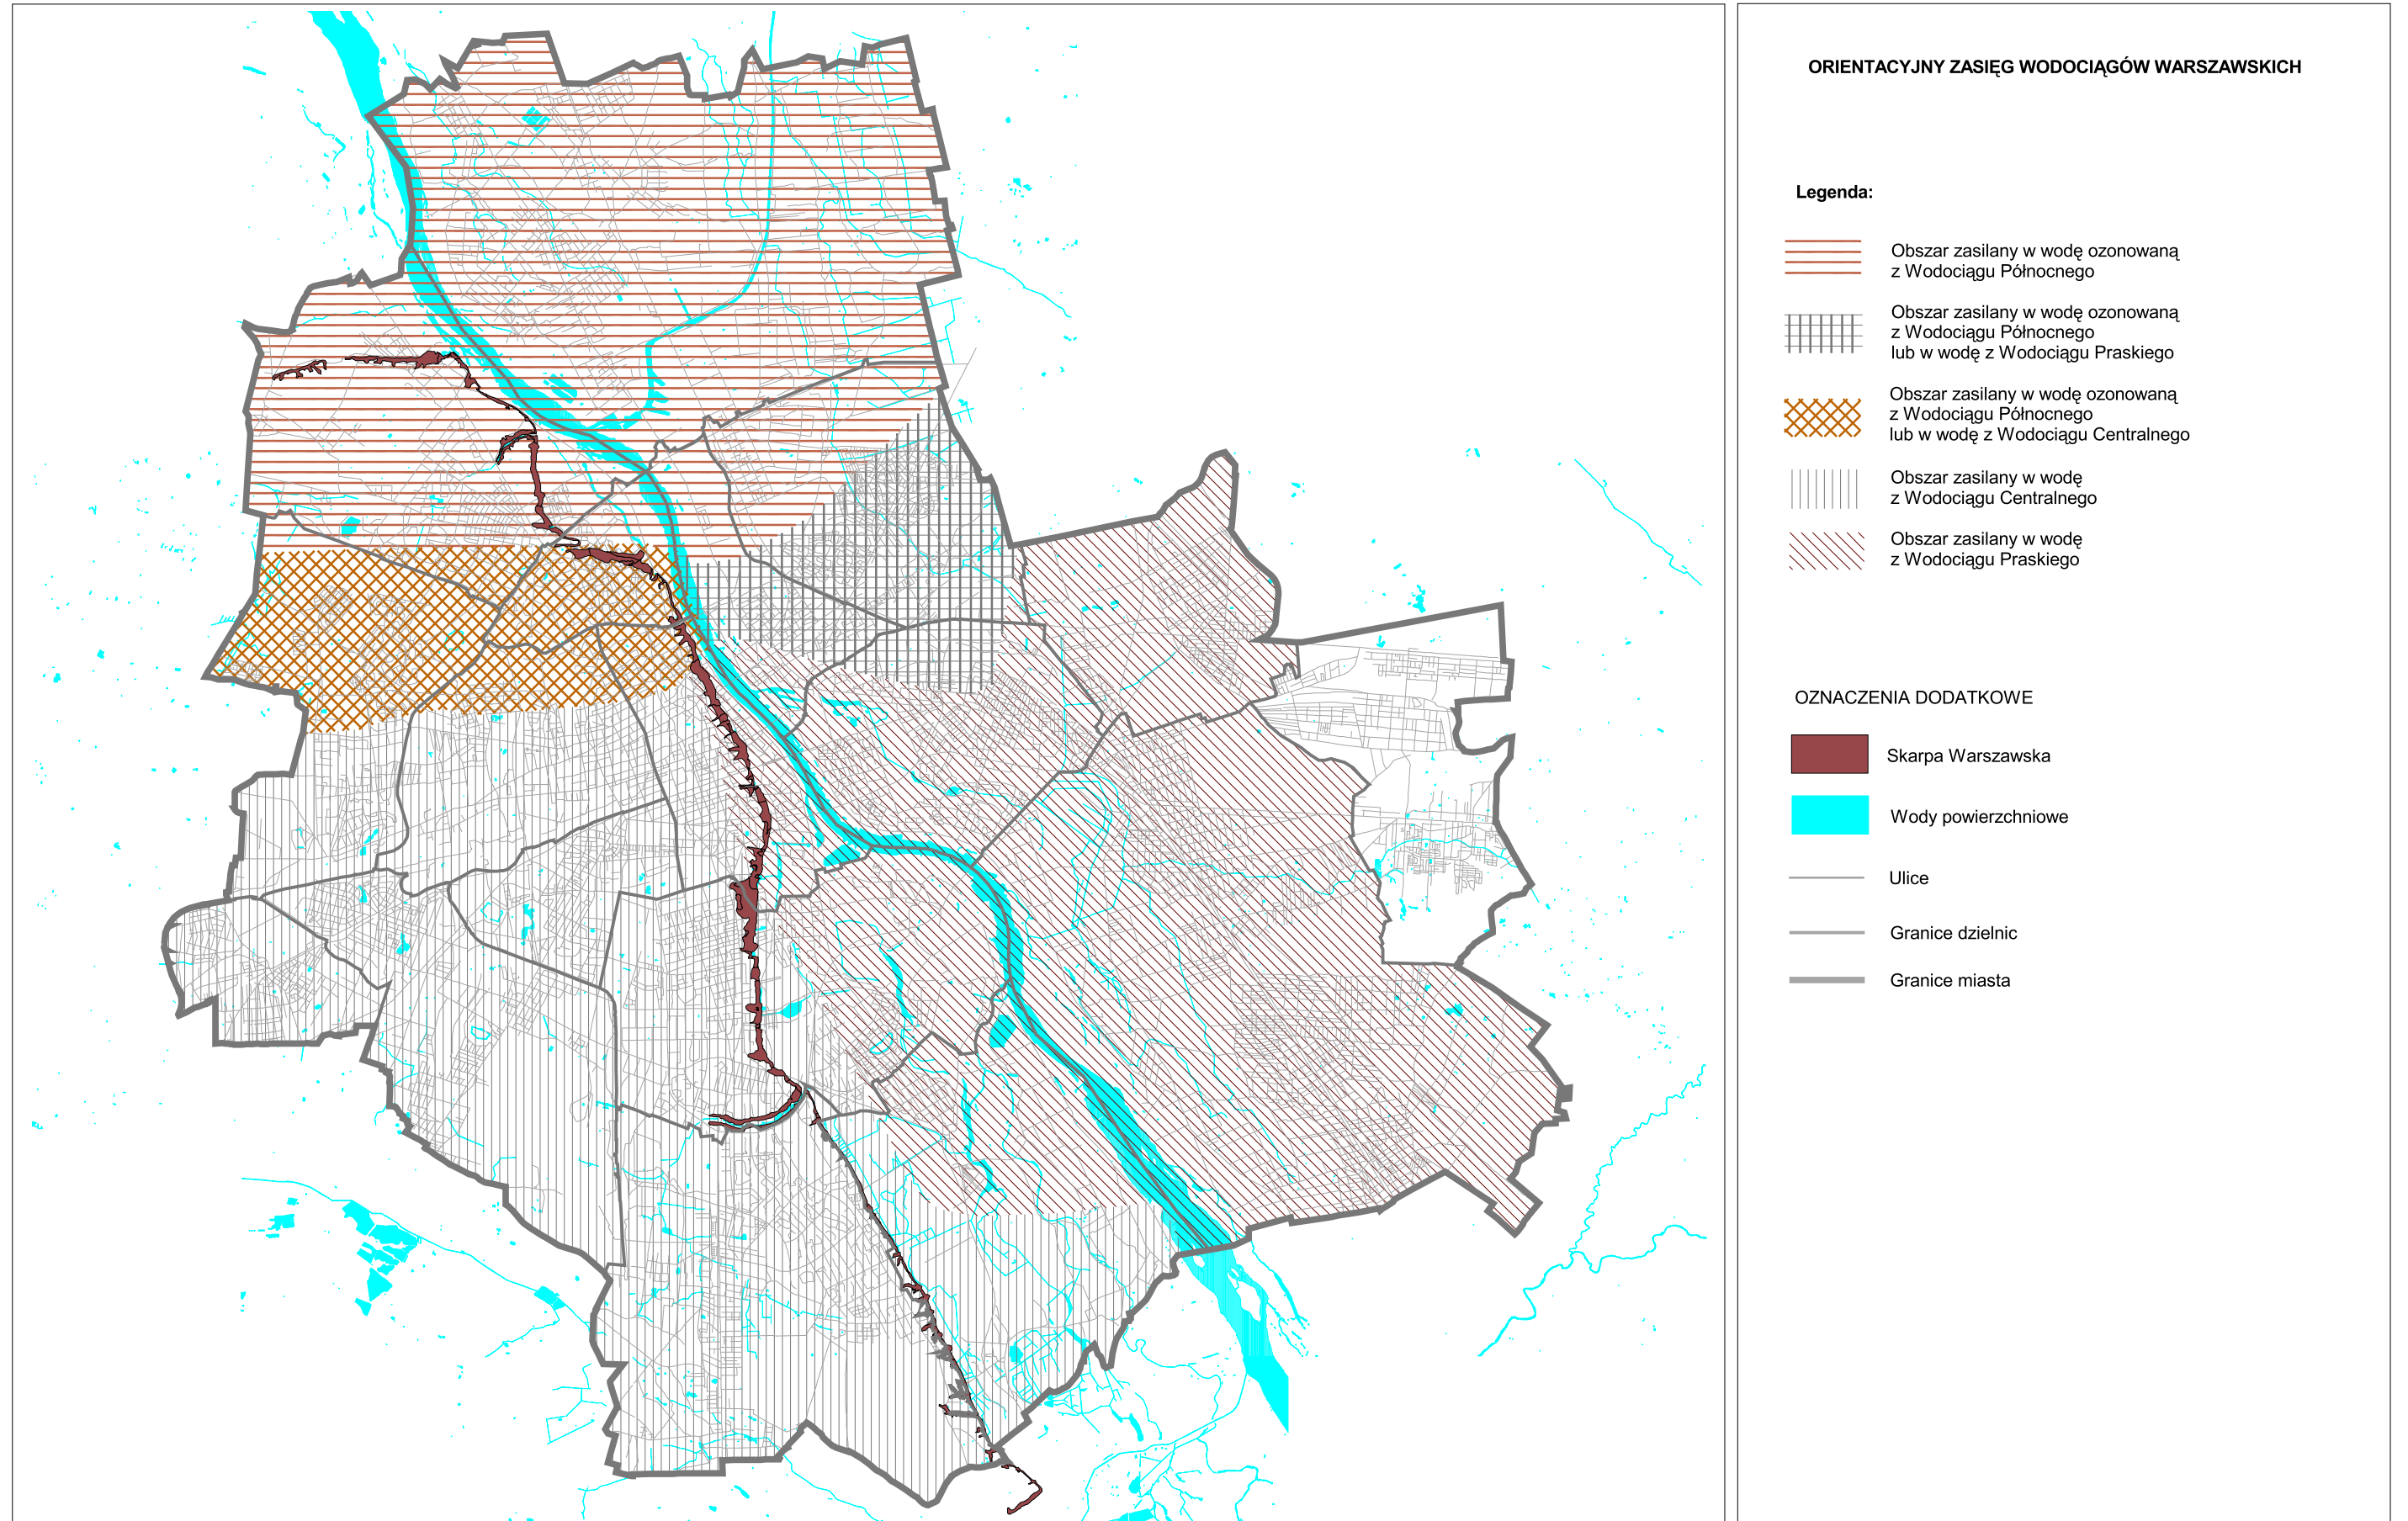 ORIENTACYJNY ZASIĘG WODOCIĄGÓW WARSZAWSKICH
Legenda:
Obszar zasilany w wodę ozonowaną
z Wodociągu Północnego
Obszar zasilany w wodę ozonowaną
z Wodociągu Północnego
lub w wodę z Wodociągu Praskiego
Obszar zasilany w wodę ozonowaną
z Wodociągu Północnego
lub w wodę z Wodociągu Centralnego
Obszar zasilany w wodę
z Wodociągu Centralnego
Obszar zasilany w wodę
z Wodociągu Praskiego
OZNACZENIA DODATKOWE
Skarpa Warszawska
Wody powierzchniowe
Ulice
Granice dzielnic
Granice miasta